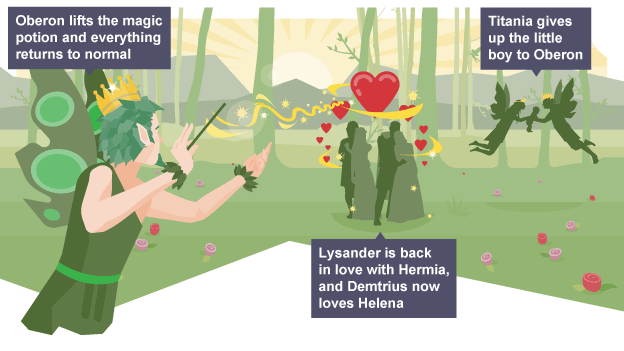 Oberon lifts the magic
potion and everything
returns to normal
Titania gives
up the little
boy to Oberon
Lysander is back
in love with Hermia,
and Demtrius now
loves Helena